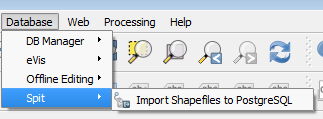 Database Web Processing Help
DB Manager
eVis
Offline Editing
Spit
Import Shapefiles to PostgreSQL